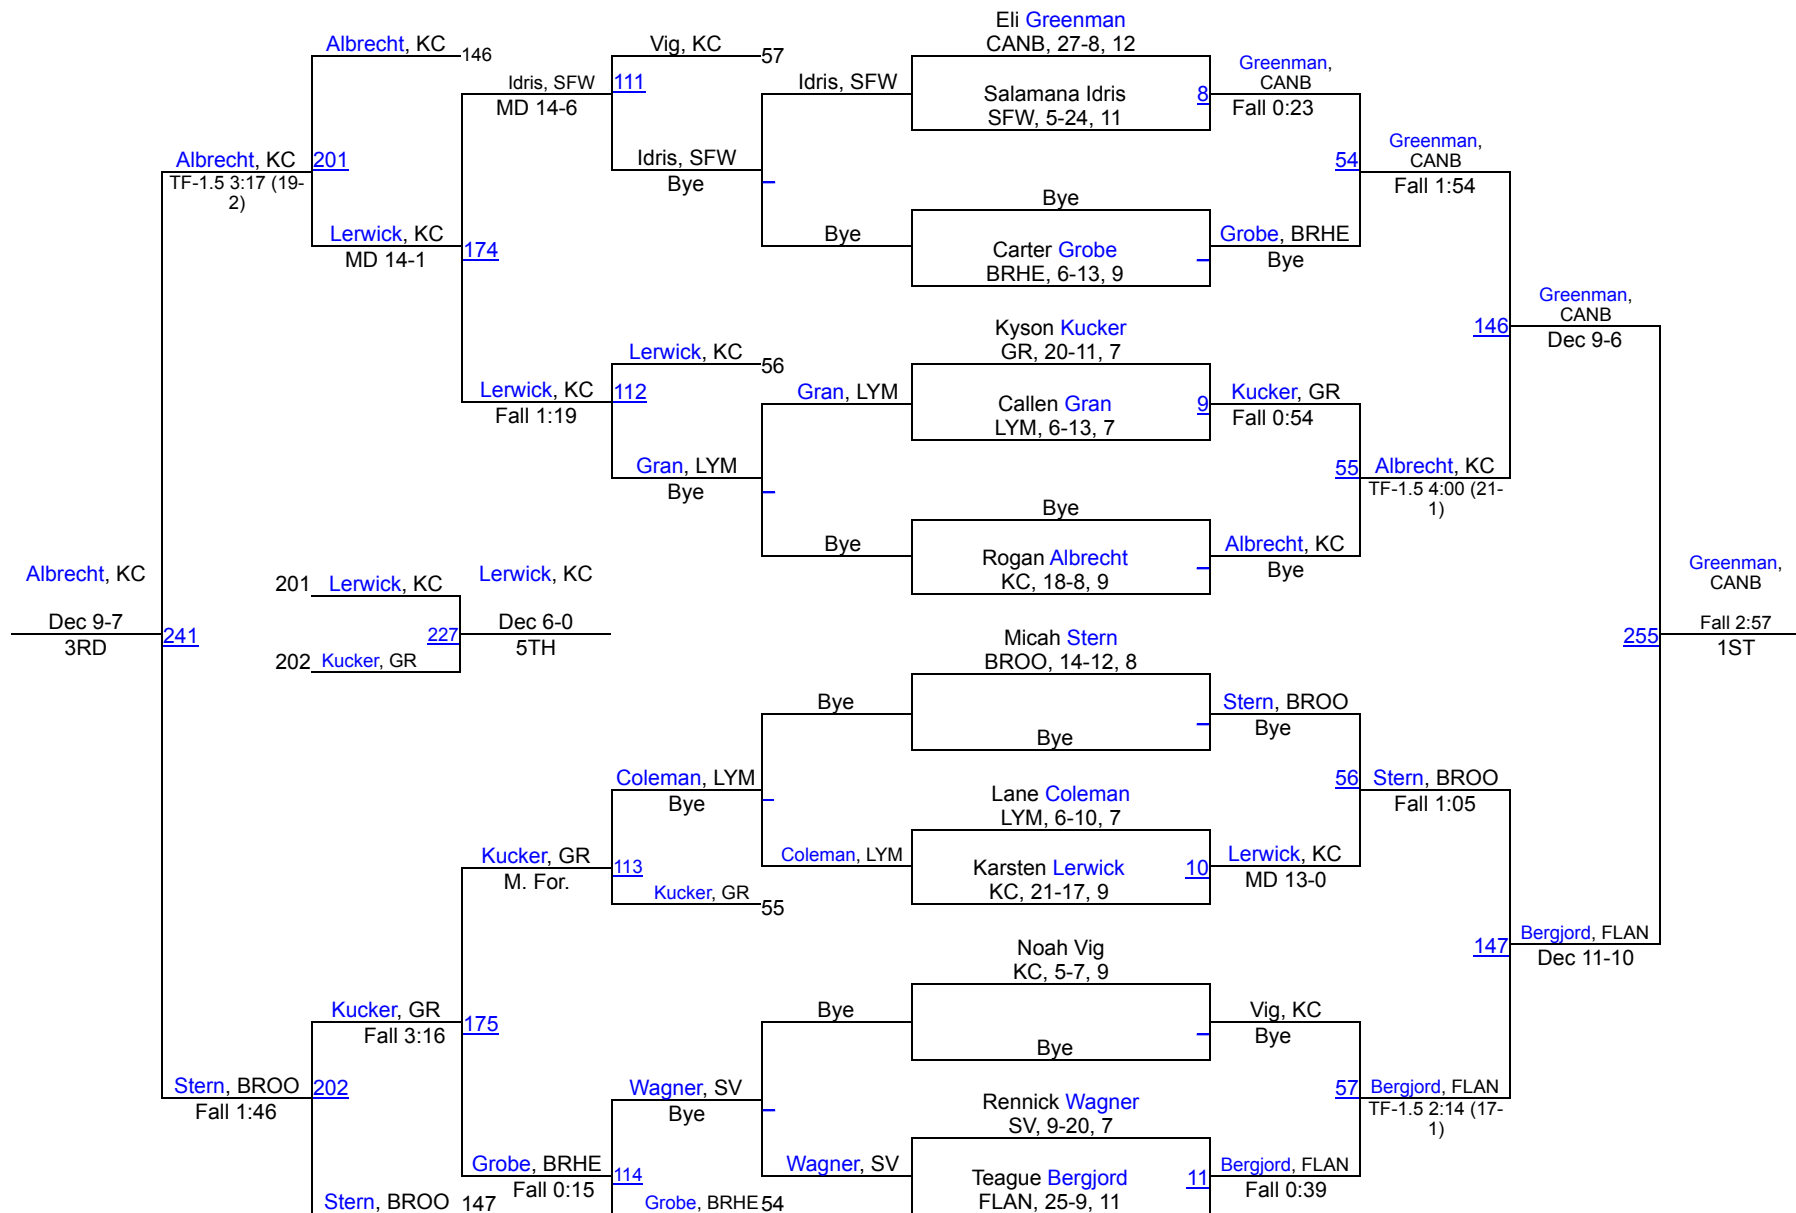 Eli Greenman
CANB, 27-8, 12
Albrecht, KC
146
Vig, KC
57
Idris, SFW
MD 14-6
111
Idris, SFW
Salamana Idris
SFW, 5-24, 11
8
Greenman,
CANB
Fall 0:23
Albrecht, KC
TF-1.5 3:17 (19-
2)
201
Idris, SFW
Bye
54
Greenman,
CANB
Fall 1:54
Bye
Lerwick, KC
MD 14-1
174
Bye
Carter Grobe
BRHE, 6-13, 9
Grobe, BRHE
Bye
Greenman,
CANB
Dec 9-6
146
Kyson Kucker
GR, 20-11, 7
Lerwick, KC
56
Lerwick, KC
Fall 1:19
112
Gran, LYM
Callen Gran
LYM, 6-13, 7
9
Kucker, GR
Fall 0:54
Gran, LYM
Bye
55
Albrecht, KC
TF-1.5 4:00 (21-
1)
Bye
Bye
Rogan Albrecht
KC, 18-8, 9
Albrecht, KC
Bye
Albrecht, KC
Dec 9-7
3RD
241
201
Lerwick, KC
202
Kucker, GR
227
Lerwick, KC
Dec 6-0
5TH
Greenman,
CANB
Fall 2:57
1ST
255
Micah Stern
BROO, 14-12, 8
Bye
Stern, BROO
Bye
Bye
Coleman, LYM
Bye
56
Stern, BROO
Fall 1:05
Lane Coleman
LYM, 6-10, 7
Kucker, GR
M. For.
113
Coleman, LYM
Karsten Lerwick
KC, 21-17, 9
10
Lerwick, KC
MD 13-0
Kucker, GR
55
147
Bergjord, FLAN
Dec 11-10
Noah Vig
KC, 5-7, 9
Kucker, GR
Fall 3:16
175
Bye
Vig, KC
Bye
Bye
Stern, BROO
Fall 1:46
202
Wagner, SV
Bye
57
Bergjord, FLAN
TF-1.5 2:14 (17-
1)
Rennick Wagner
SV, 9-20, 7
Grobe, BRHE
Fall 0:15
114
Wagner, SV
Teague Bergjord
FLAN, 25-9, 11
11
Bergjord, FLAN
Fall 0:39
Stern, BROO
147
Grobe, BRHE
54